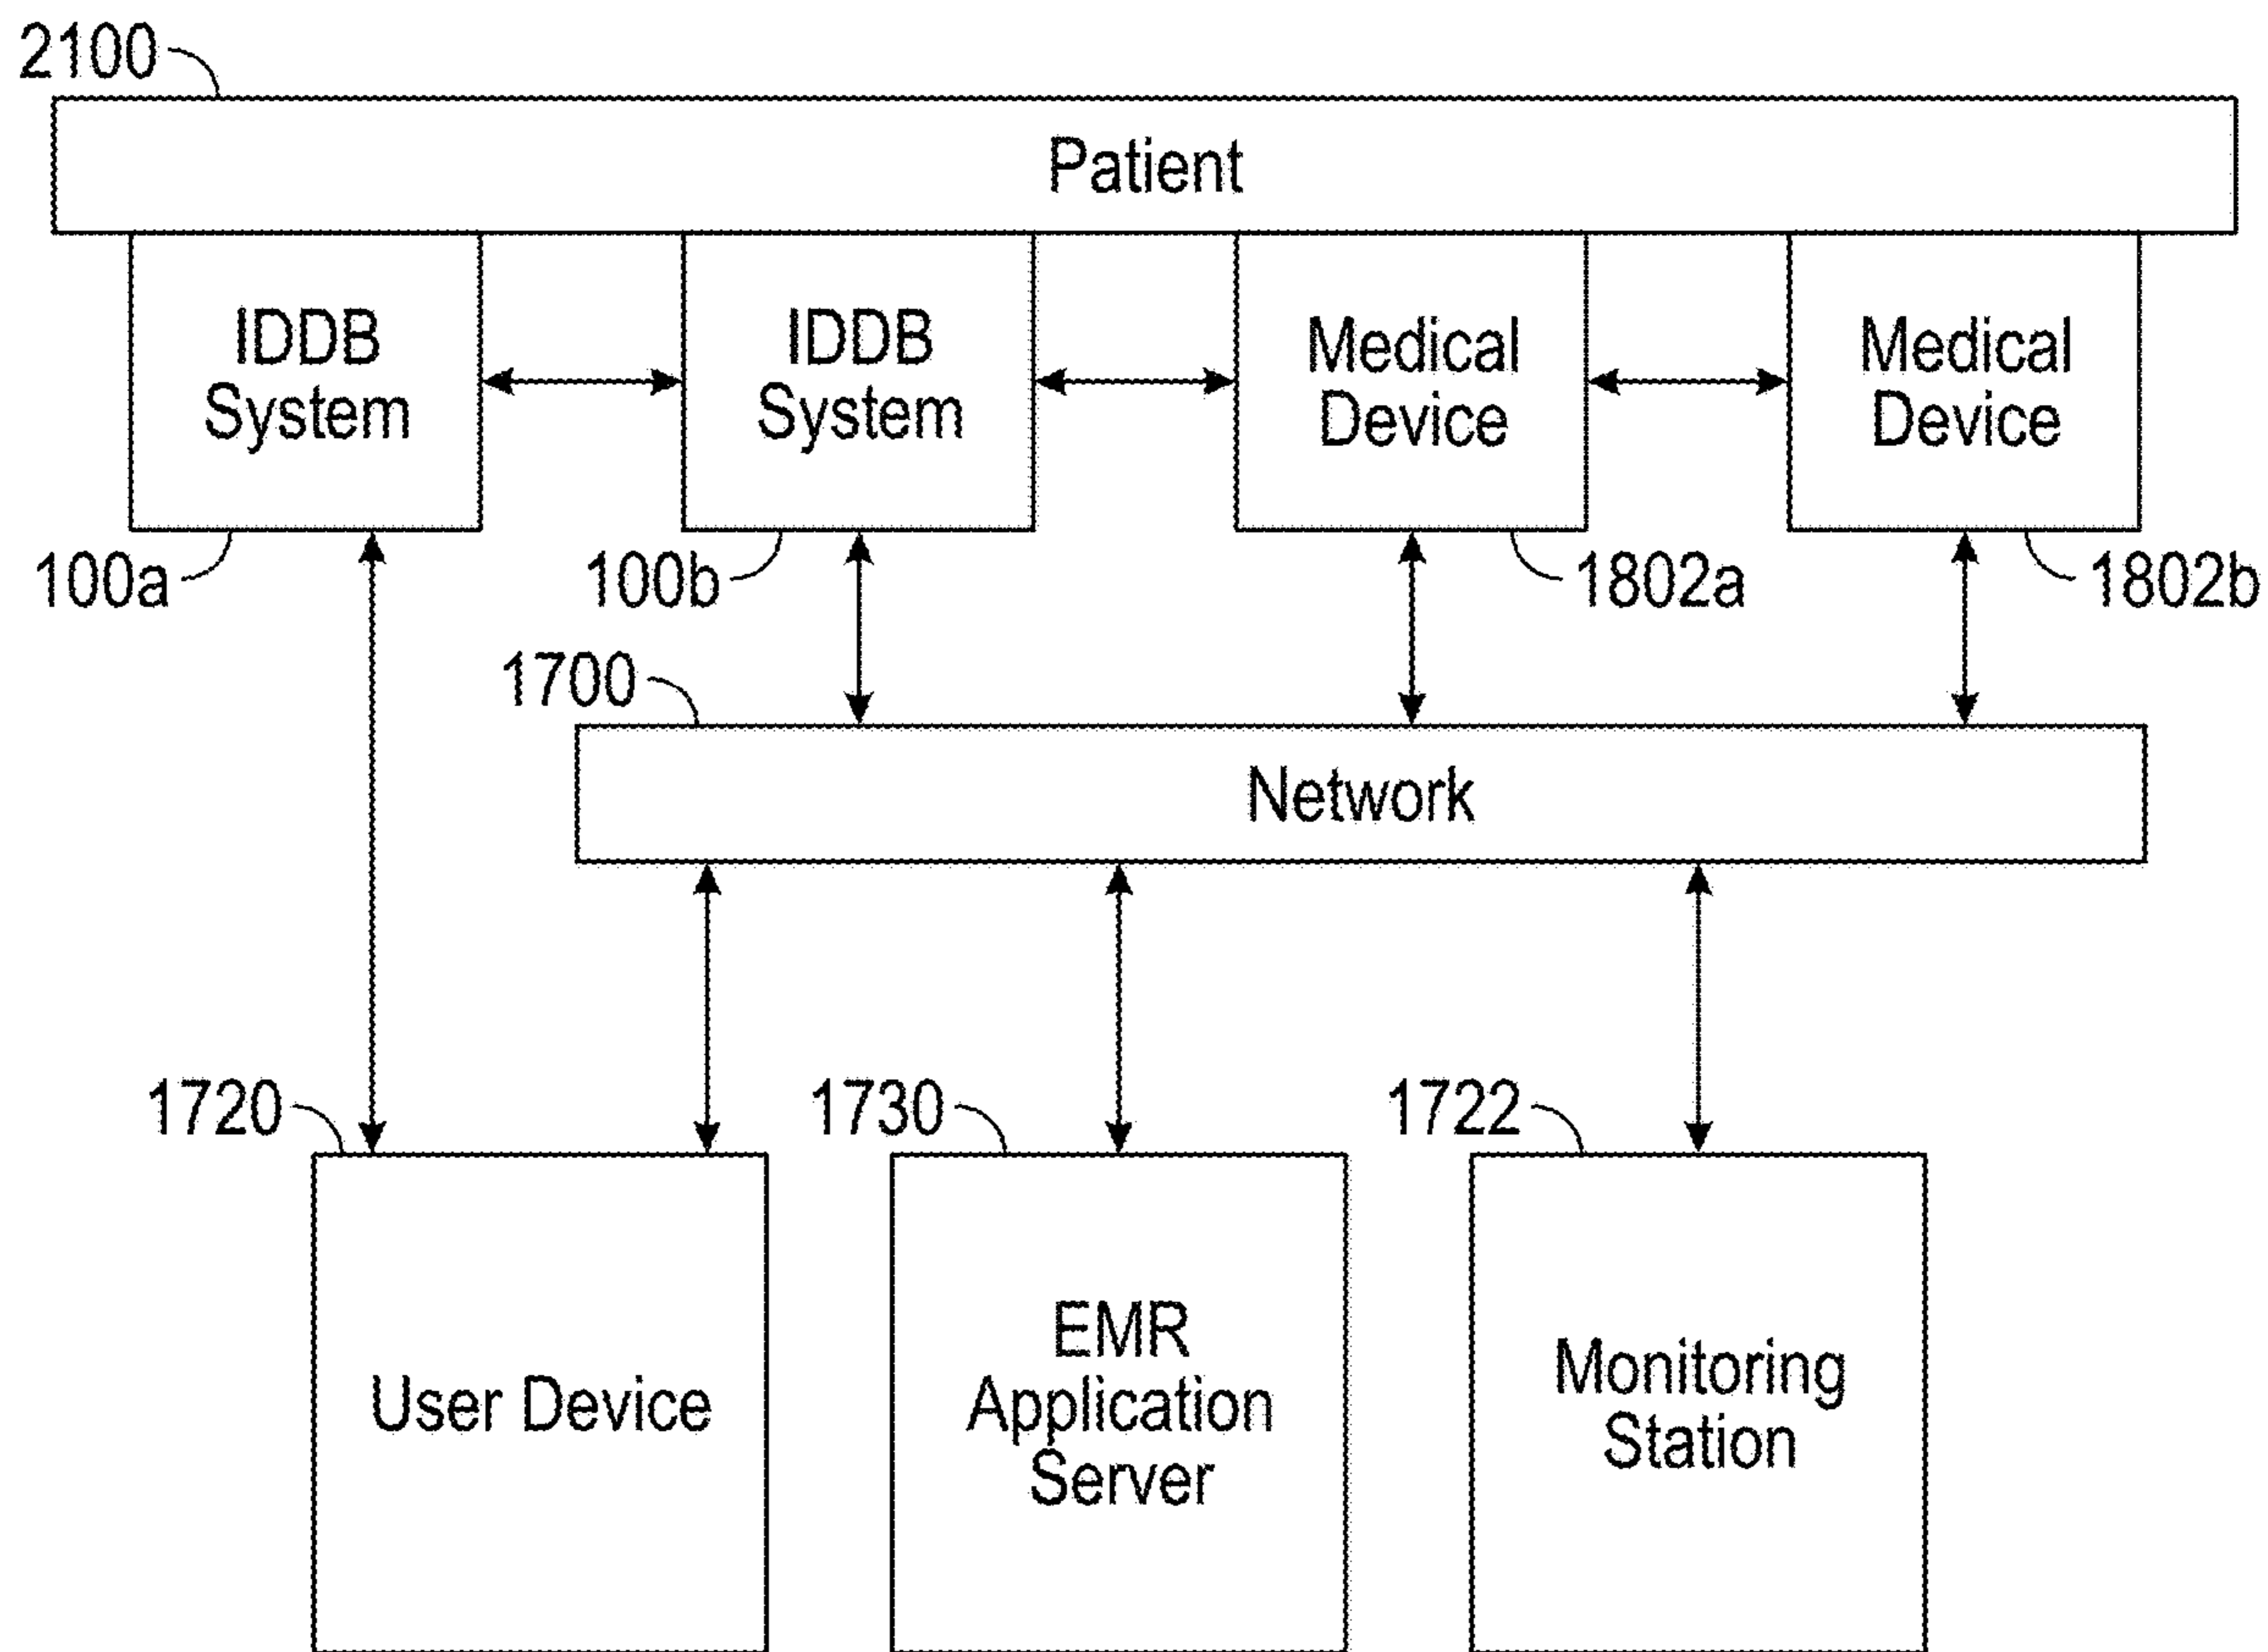 2100
Patient
IDDB
System
IDDB
System
Medical
Device
Medical
Device
100a
100b
1802a
1802b
1700
Network
1720
1730
1722
User Device
EMR
Application
Server
Monitoring
Station